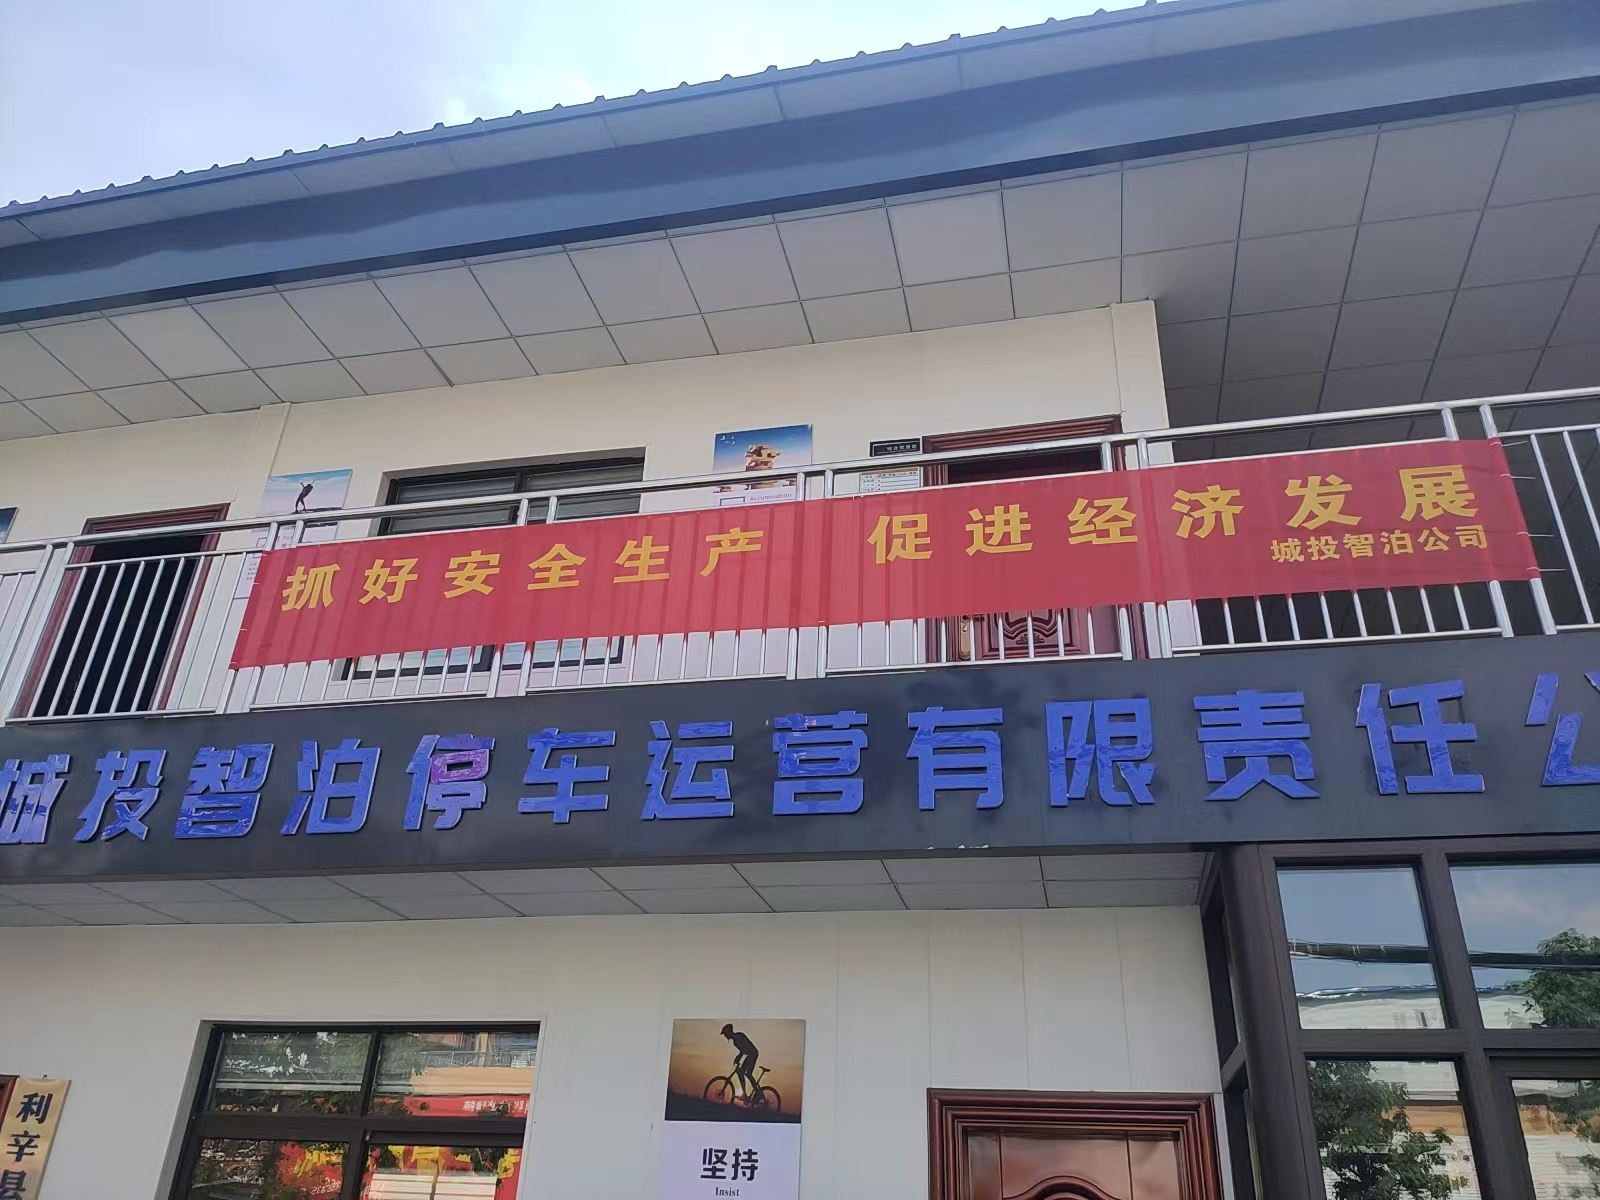 Accumulation
抓好安全生产 促进经济发展
城投智泊公司
城投智泊停车运营有限责任公
利辛县
坚持
Insist